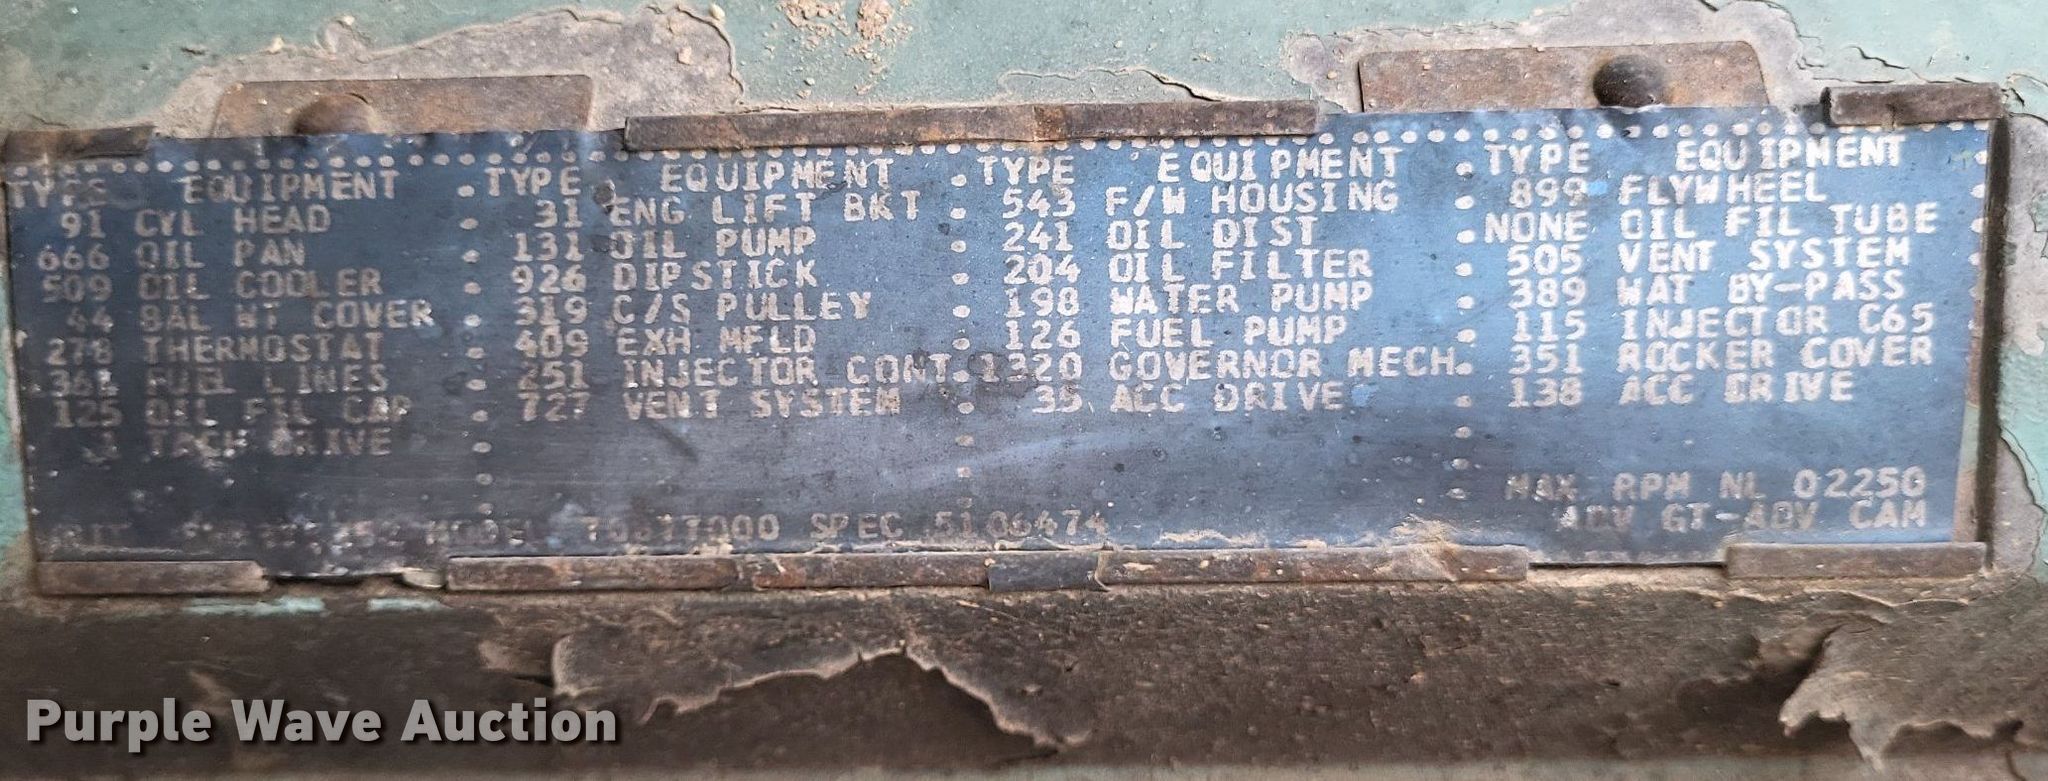 TYPE EQUIPMENT . TYPE EQUIPMENT . TYPE EQUIPMENT . TYPE EQUIPMENT
91 CYL HEAD 31 ENG LIFT BKT . 543 F/W HOUSING . 899 FLYWHEEL
666 OIL PAN . 131 OIL PUMP . 241 OIL DIST . NONE OIL FIL TUBE
509 OIL COOLER . 926 DIPSTICK . 204 OIL FILTER . 505 VENT SYSTEM
44 BAL WT COVER . 319 C/S PULLEY . 198 WATER PUMP . 389 WAT BY-PASS
278 THERMOSTAT . 409 EXH MFLD . 126 FUEL PUMP . 115 INJECTOR C65
FUEL LINES . 251 INJECTOR CONT. 1320 GOVERNOR MECH. 351 ROCKER COVER
125 OIL FIL CAP . 727 VENT SYSTEM . 35 ACC DRIVE . 138 ACC DRIVE
TACH DRIVE
MAX RPM NL 02250
MODEL SPEC 5106474 ADV GT-ADV CAM
Purple Wave Auction